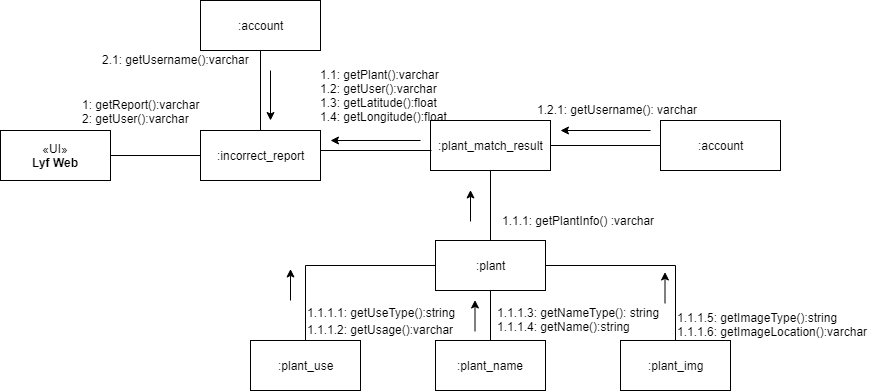 :account
2.1: getUsername():varchar
1.1: getPlant():varchar
1.2: getUser():varchar
1.3: getLatitude():float
1.4: getLongitude():float
1: getReport():varchar
2: getUser():varchar
1.2.1: getUsername(): varchar
«UI»
Lyf Web
:incorrect_report
:plant_match_result
:account
1.1.1: getPlantInfo() :varchar
:plant
1.1.1.1: getUseType():string
1.1.1.2: getUsage():varchar
1.1.1.3: getNameType(): string
1.1.1.4: getName():string
1.1.1.5: getImageType():string
1.1.1.6: getImageLocation():varchar
:plant_use
:plant_name
:plant_img